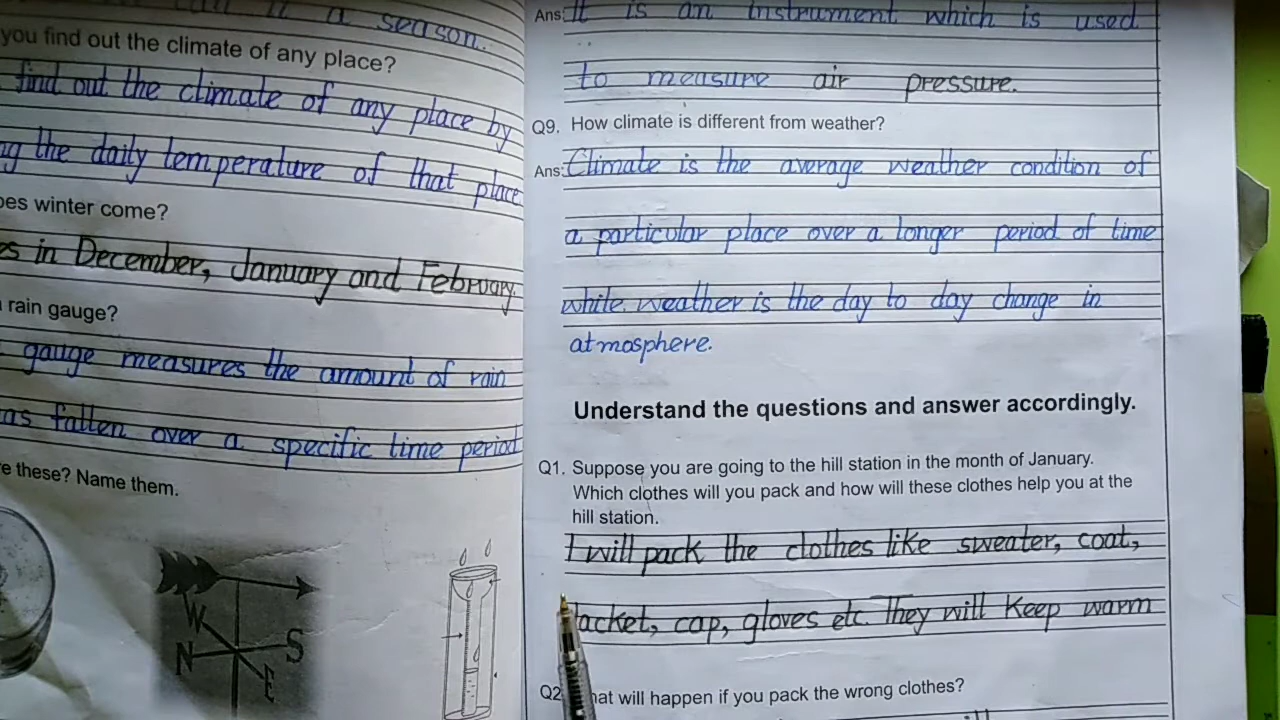 a season.
you find out the climate of any place?
find out the climate of any place by
the daily temperature of that place
winter come?
in December, January and February.
rain gauge?
gauge measures the amount of rain
fallen over a specific time period
these? Name them.
W
N
S
E
Ans: It is an instrument which is used
to measure air pressure.
Q9. How climate is different from weather?
Ans: Climate is the average weather condition of
a particular place over a longer period of time
while weather is the day to day change in
atmosphere.
Understand the questions and answer accordingly.
Q1. Suppose you are going to the hill station in the month of January.
Which clothes will you pack and how will these clothes help you at the
hill station.
I will pack the clothes like sweater, coat,
Jacket, cap, gloves etc. They will Keep warm
Q2 will happen if you pack the wrong clothes?